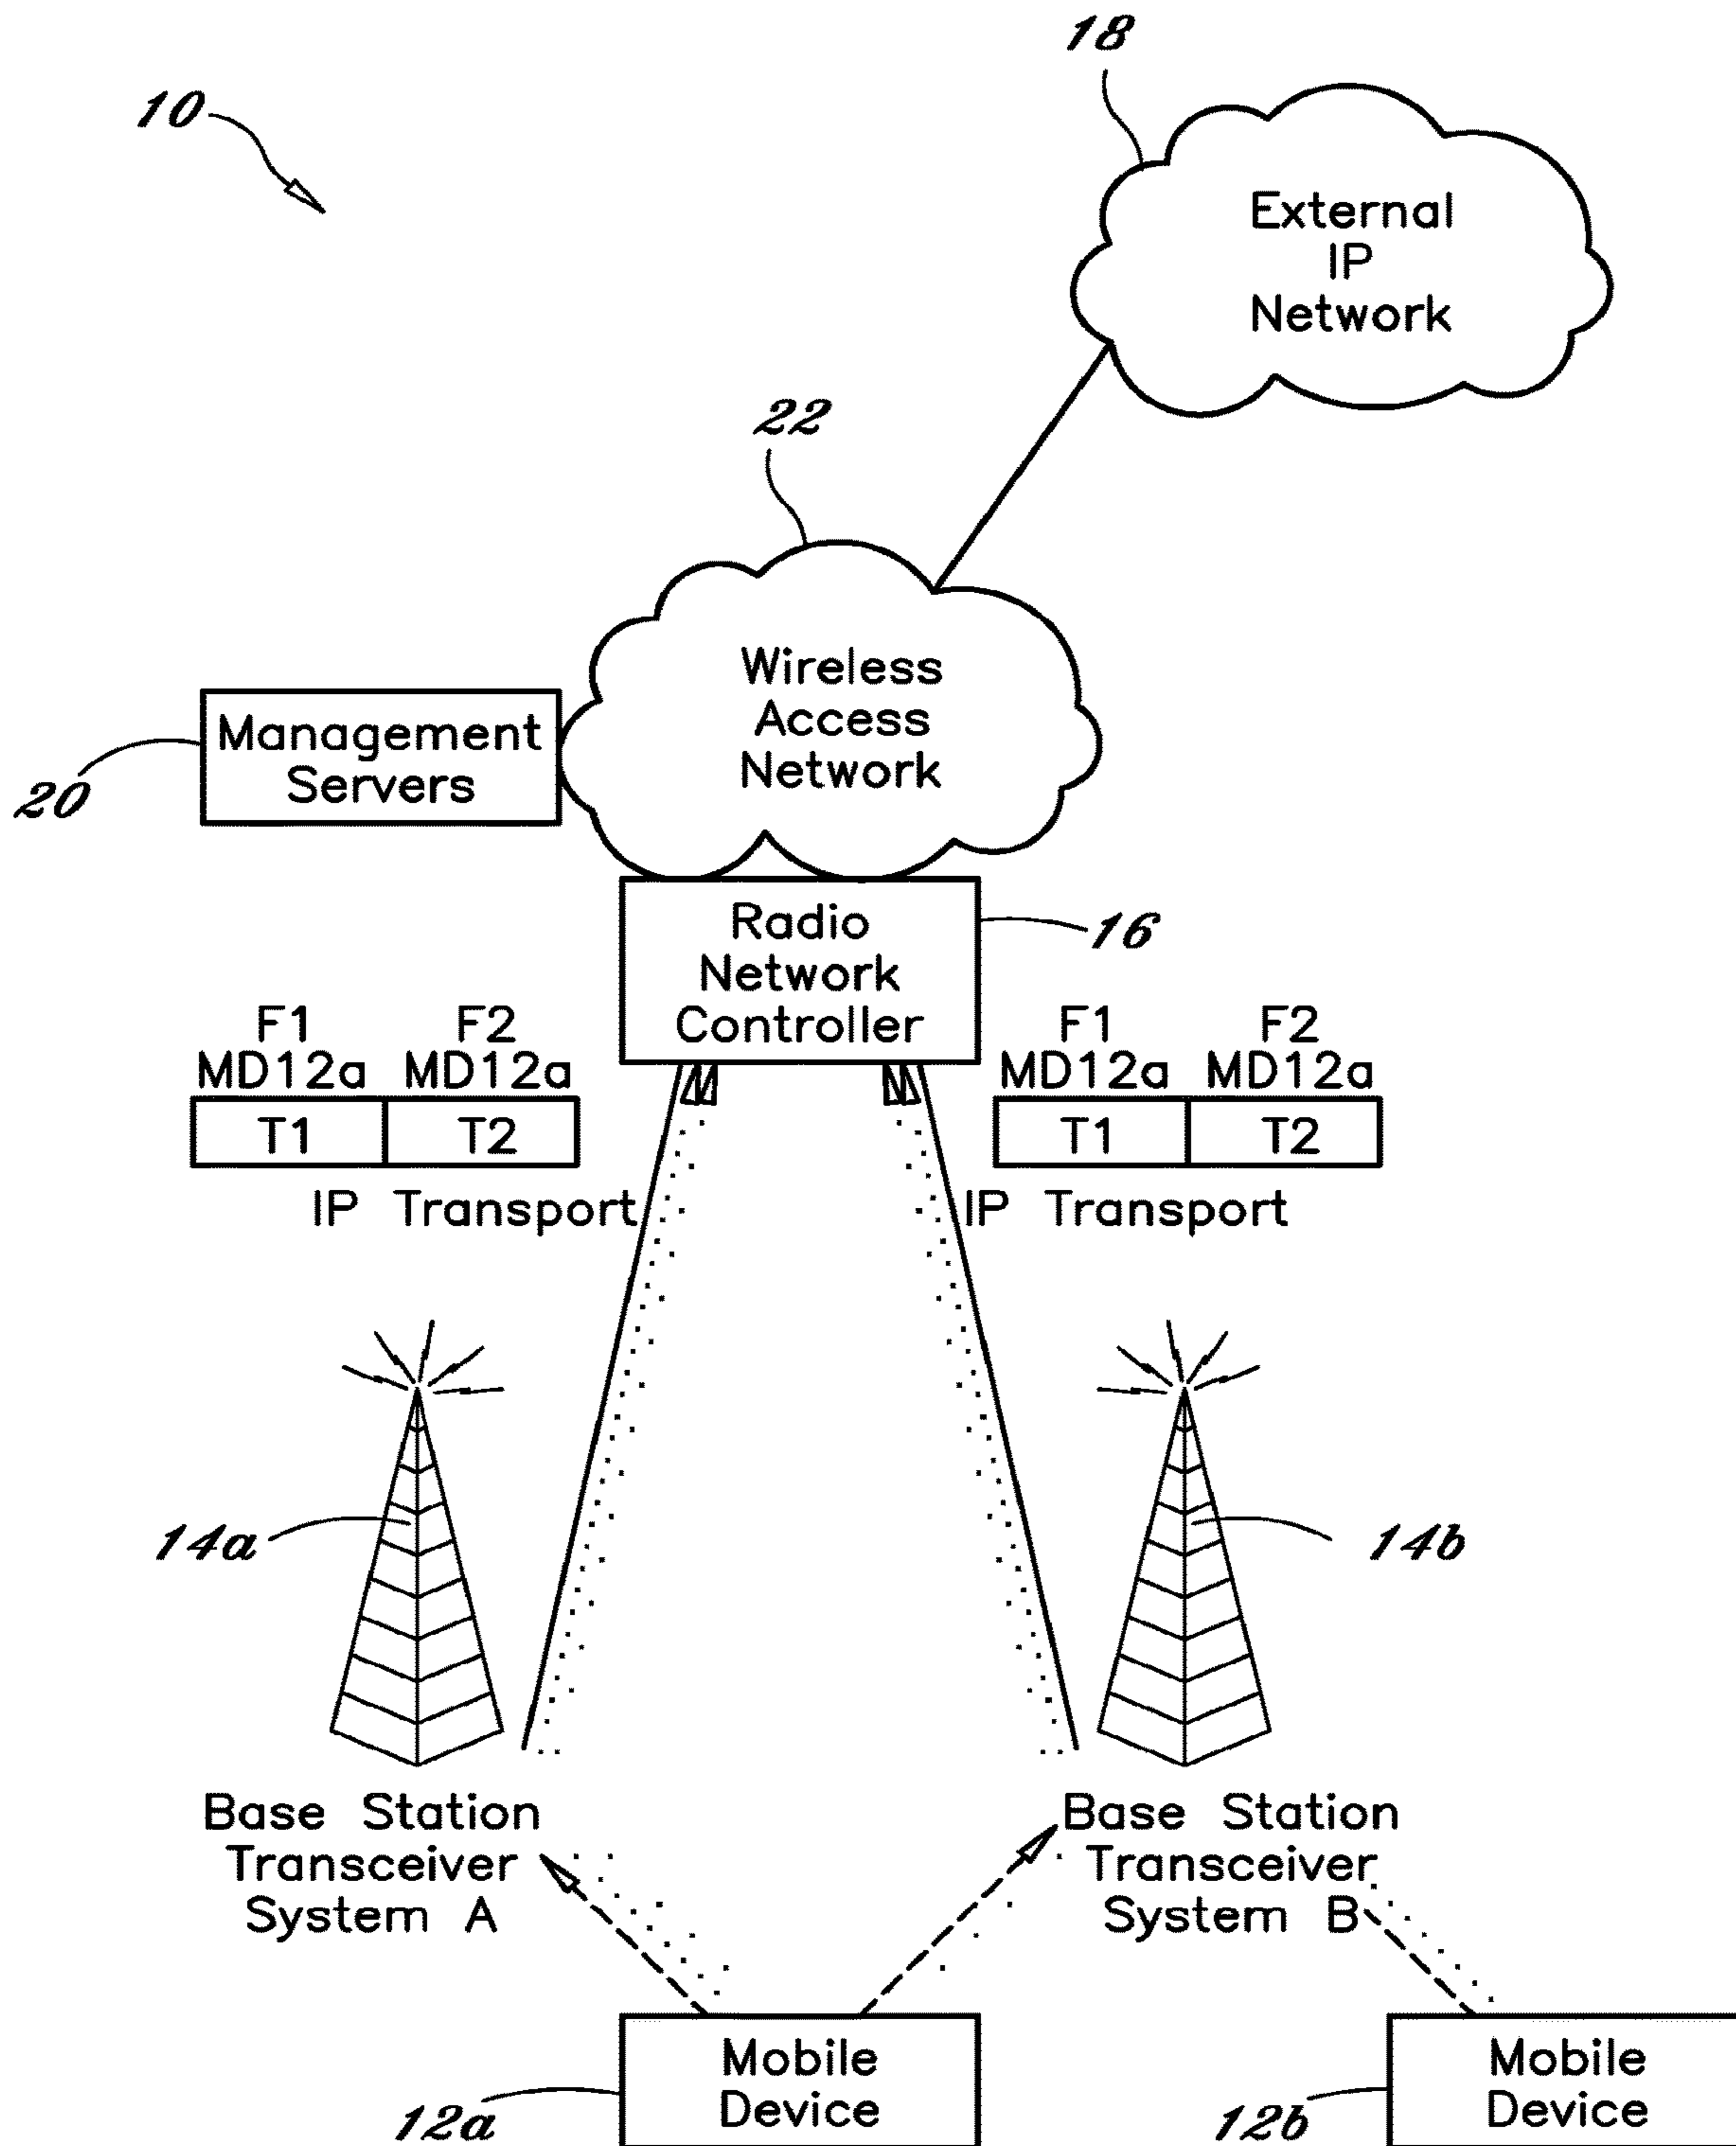 18
10
External
IP
Network
22
Wireless
Access
Network
Management
Servers
20
Radio
Network
Controller
16
F1 F2
MD12a MD12a
T1 T2
IP Transport
F1 F2
MD12a MD12a
T1 T2
IP Transport
14a
14b
Base Station
Transceiver
System A
Base Station
Transceiver
System B
Mobile
Device
12a
Mobile
Device
12b